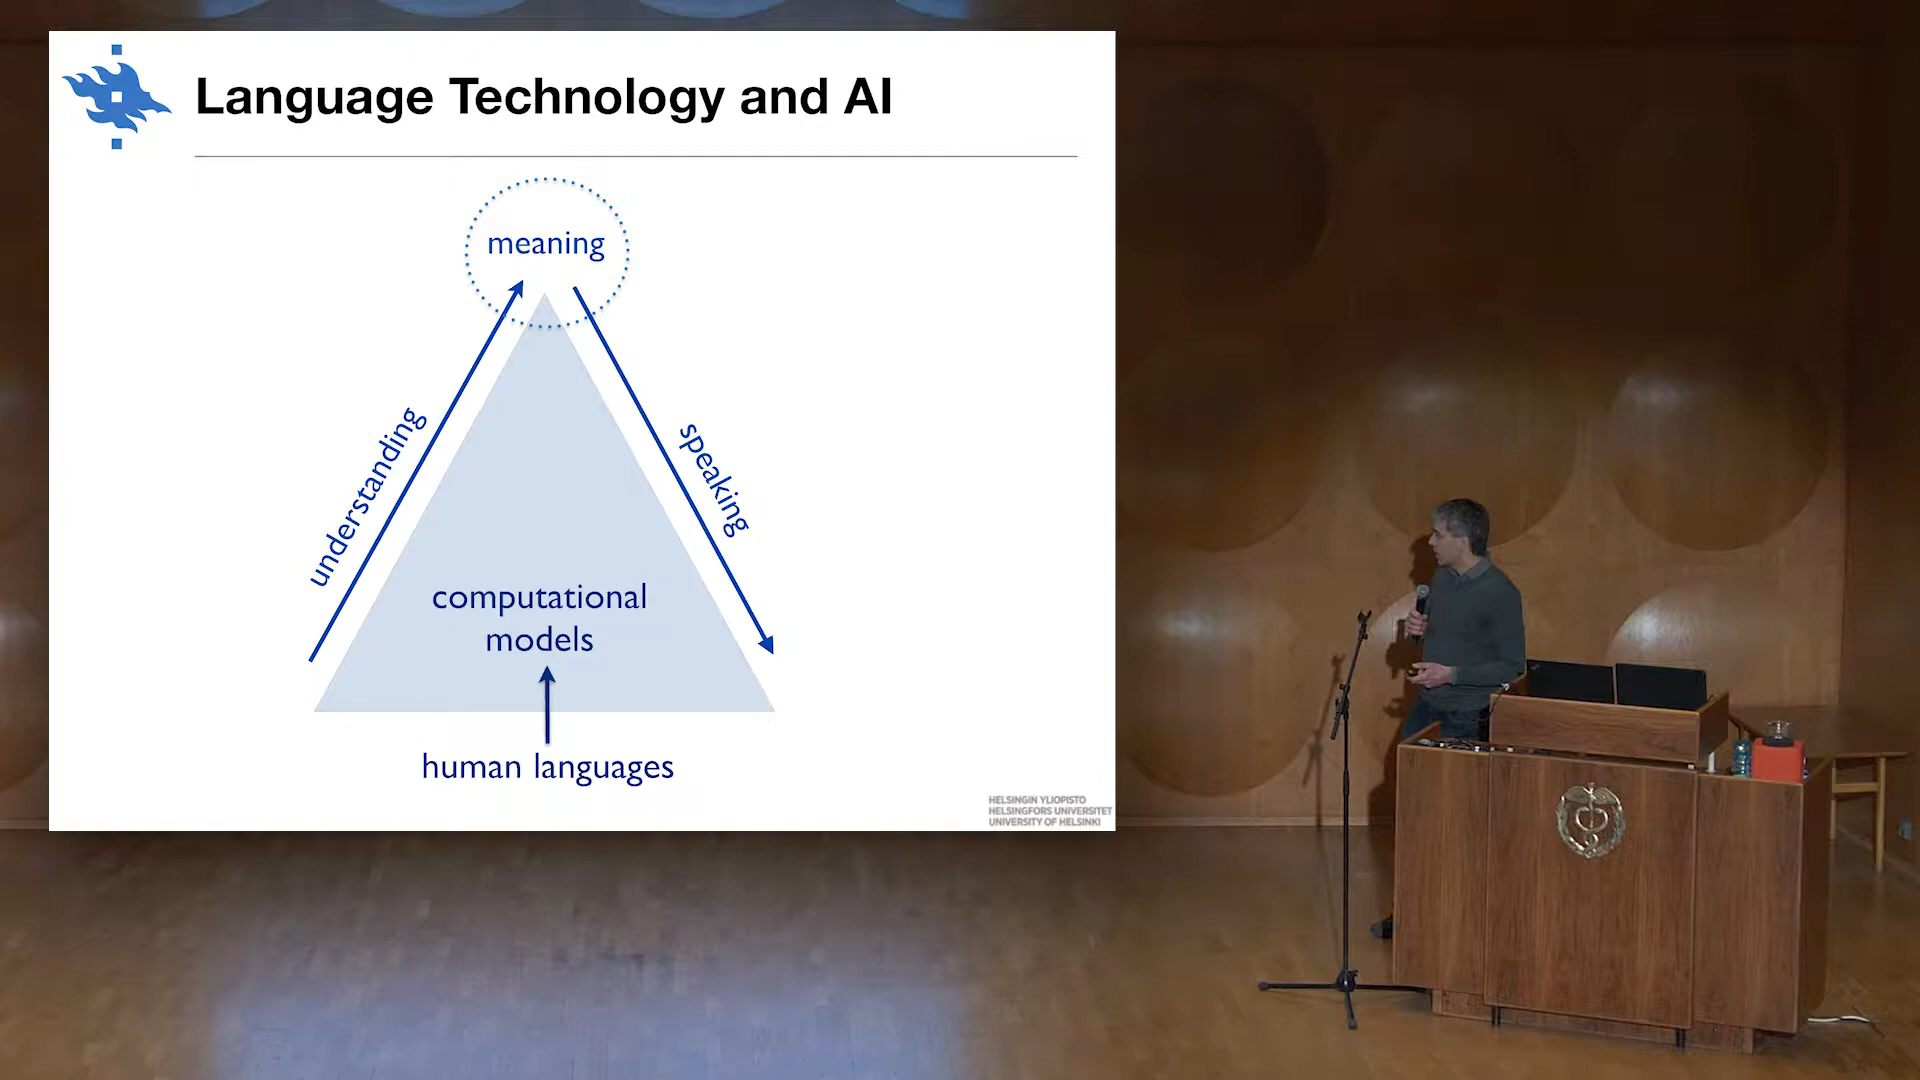 Language Technology and AI
meaning
understanding
speaking
computational
models
human languages
HELSINGIN YLIOPISTO
HELSINGFORS UNIVERSITET
UNIVERSITY OF HELSINKI